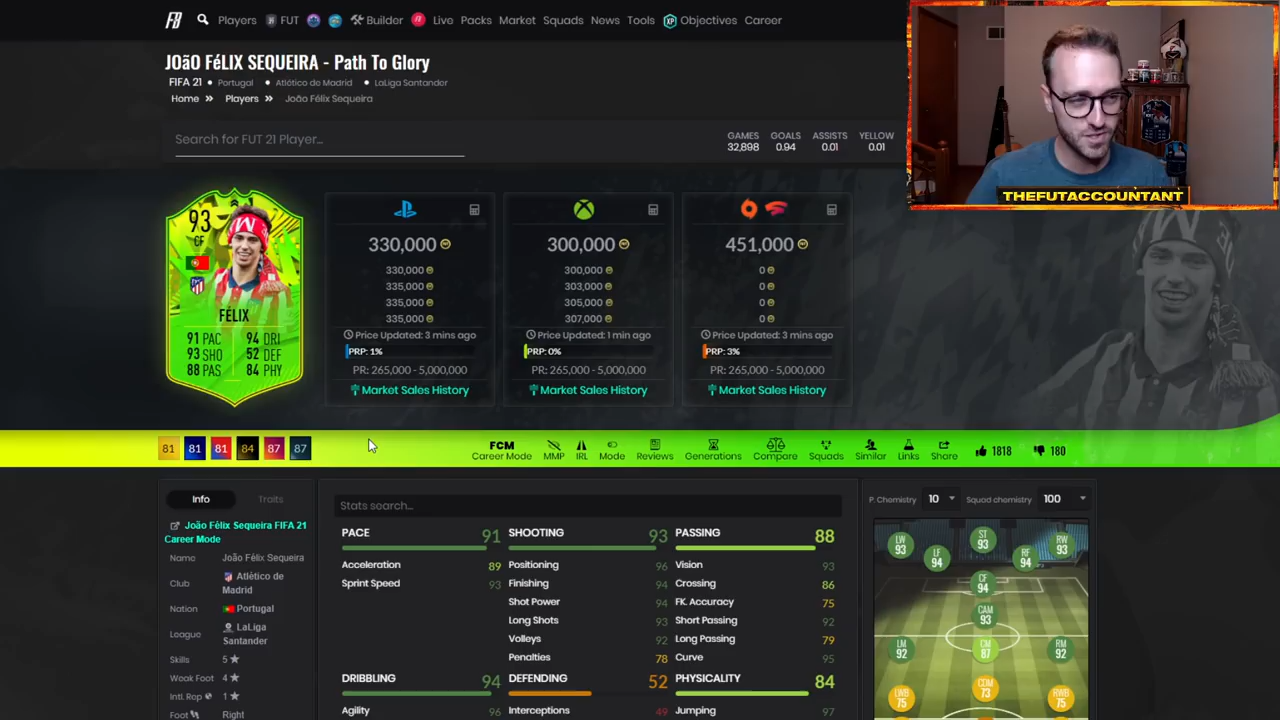 FB Players FUT Builder Live Packs Market Squads News Tools Objectives Career
JOãO FéLIX SEQUEIRA - Path To Glory
FIFA 21 • Portugal • Atlético de Madrid • LaLiga Santander
Home » Players » João Félix Sequeira
Search for FUT 21 Player...
GAMES GOALS ASSISTS YELLOW
32,898 0.94 0.01 0.01
THEFUTACCOUNTANT
93
CF
FÉLIX
91 PAC 94 DRI
93 SHO 52 DEF
88 PAS 84 PHY
330,000
330,000
335,000
335,000
335,000
Price Updated: 3 mins ago
PRP: 1%
PR: 265,000 - 5,000,000
Market Sales History
300,000
300,000
303,000
305,000
307,000
Price Updated: 1 min ago
PRP: 0%
PR: 265,000 - 5,000,000
Market Sales History
451,000
0
0
0
0
Price Updated: 3 mins ago
PRP: 3%
PR: 265,000 - 5,000,000
Market Sales History
81 81 81 84 87 87
FCM
Career Mode MMP IRL Mode Reviews Generations Compare Squads Similar Links Share 1818 180
Info Traits
João Félix Sequeira FIFA 21
Career Mode
Name João Félix Sequeira
Club Atlético de
Madrid
Nation Portugal
League LaLiga
Santander
Skills 5★
Weak Foot 4★
Intl. Rep 1★
Foot Right
Stats search...
PACE 91
Acceleration 89
Sprint Speed 93
SHOOTING 93
Positioning 96
Finishing 94
Shot Power 94
Long Shots 93
Volleys 92
Penalties 78
PASSING 88
Vision 93
Crossing 86
FK. Accuracy 75
Short Passing 92
Long Passing 79
Curve 95
DRIBBLING 94
Agility 96
DEFENDING 52
Interceptions 49
PHYSICALITY 84
Jumping 97
P. Chemistry 10 Squad chemistry 100
LW
93
LF
94
ST
93
RF
94
RW
93
CF
94
CAM
93
LM
92
CM
87
RM
92
LWB
75
CDM
73
RWB
75